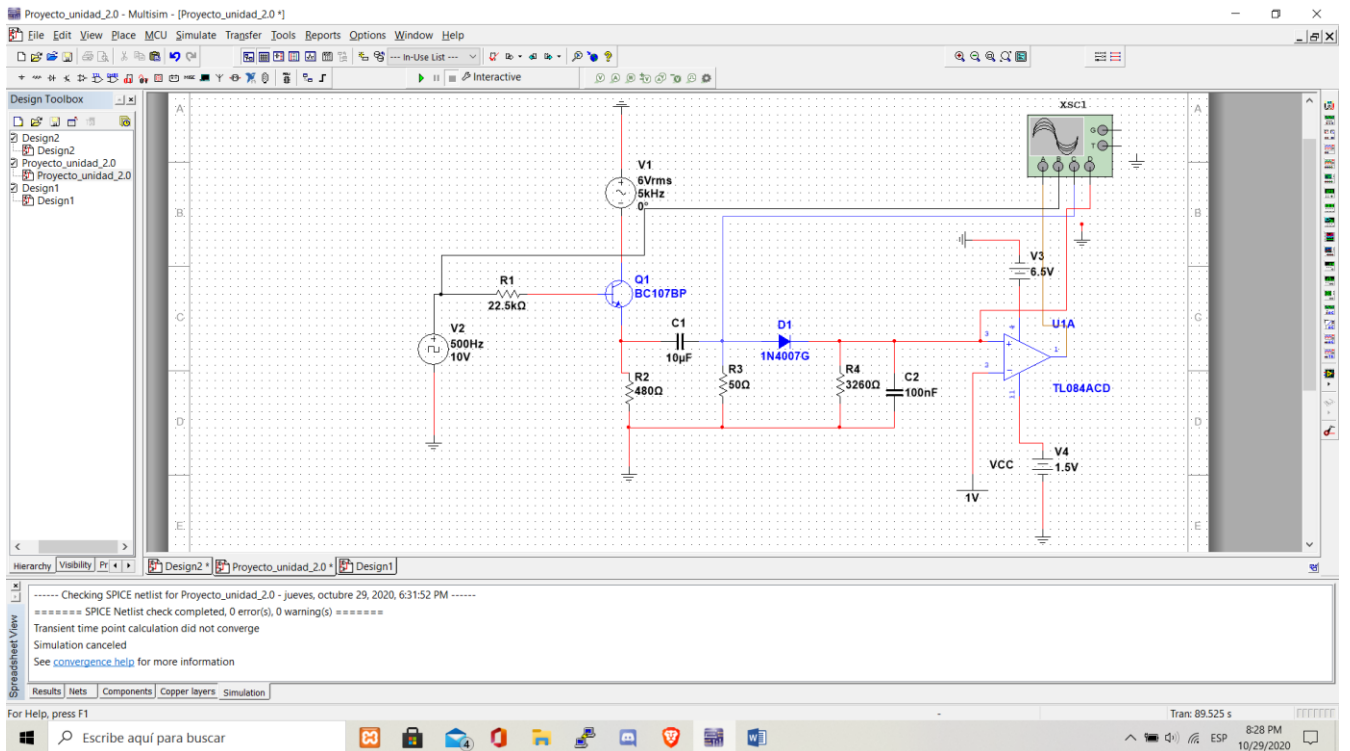 Proyecto_unidad_2.0 - Multisim - [Proyecto_unidad_2.0 *]
File Edit View Place MCU Simulate Transfer Tools Reports Options Window Help
--- In-Use List ---
Interactive
Design Toolbox
Design2
Design2
Proyecto_unidad_2.0
Proyecto_unidad_2.0
Design1
Design1
Hierarchy Visibility Pr
A
B
C
D
E
A
B
C
D
E
XSC1
G
T
A B C D
V1
6Vrms
5kHz
0°
R1
22.5kΩ
Q1
BC107BP
V2
500Hz
10V
C1
10µF
D1
1N4007G
R2
480Ω
R3
50Ω
R4
3260Ω
C2
100nF
V3
6.5V
U1A
3
2
4
1
11
TL084ACD
VCC
1V
V4
1.5V
Design2 * Proyecto_unidad_2.0 * Design1
Spreadsheet View
------ Checking SPICE netlist for Proyecto_unidad_2.0 - jueves, octubre 29, 2020, 6:31:52 PM ------
======= SPICE Netlist check completed, 0 error(s), 0 warning(s) =======
Transient time point calculation did not converge
Simulation canceled
See convergence help for more information
Results Nets Components Copper layers Simulation
For Help, press F1
-
Tran: 89.525 s
Escribe aquí para buscar
ESP
8:28 PM
10/29/2020